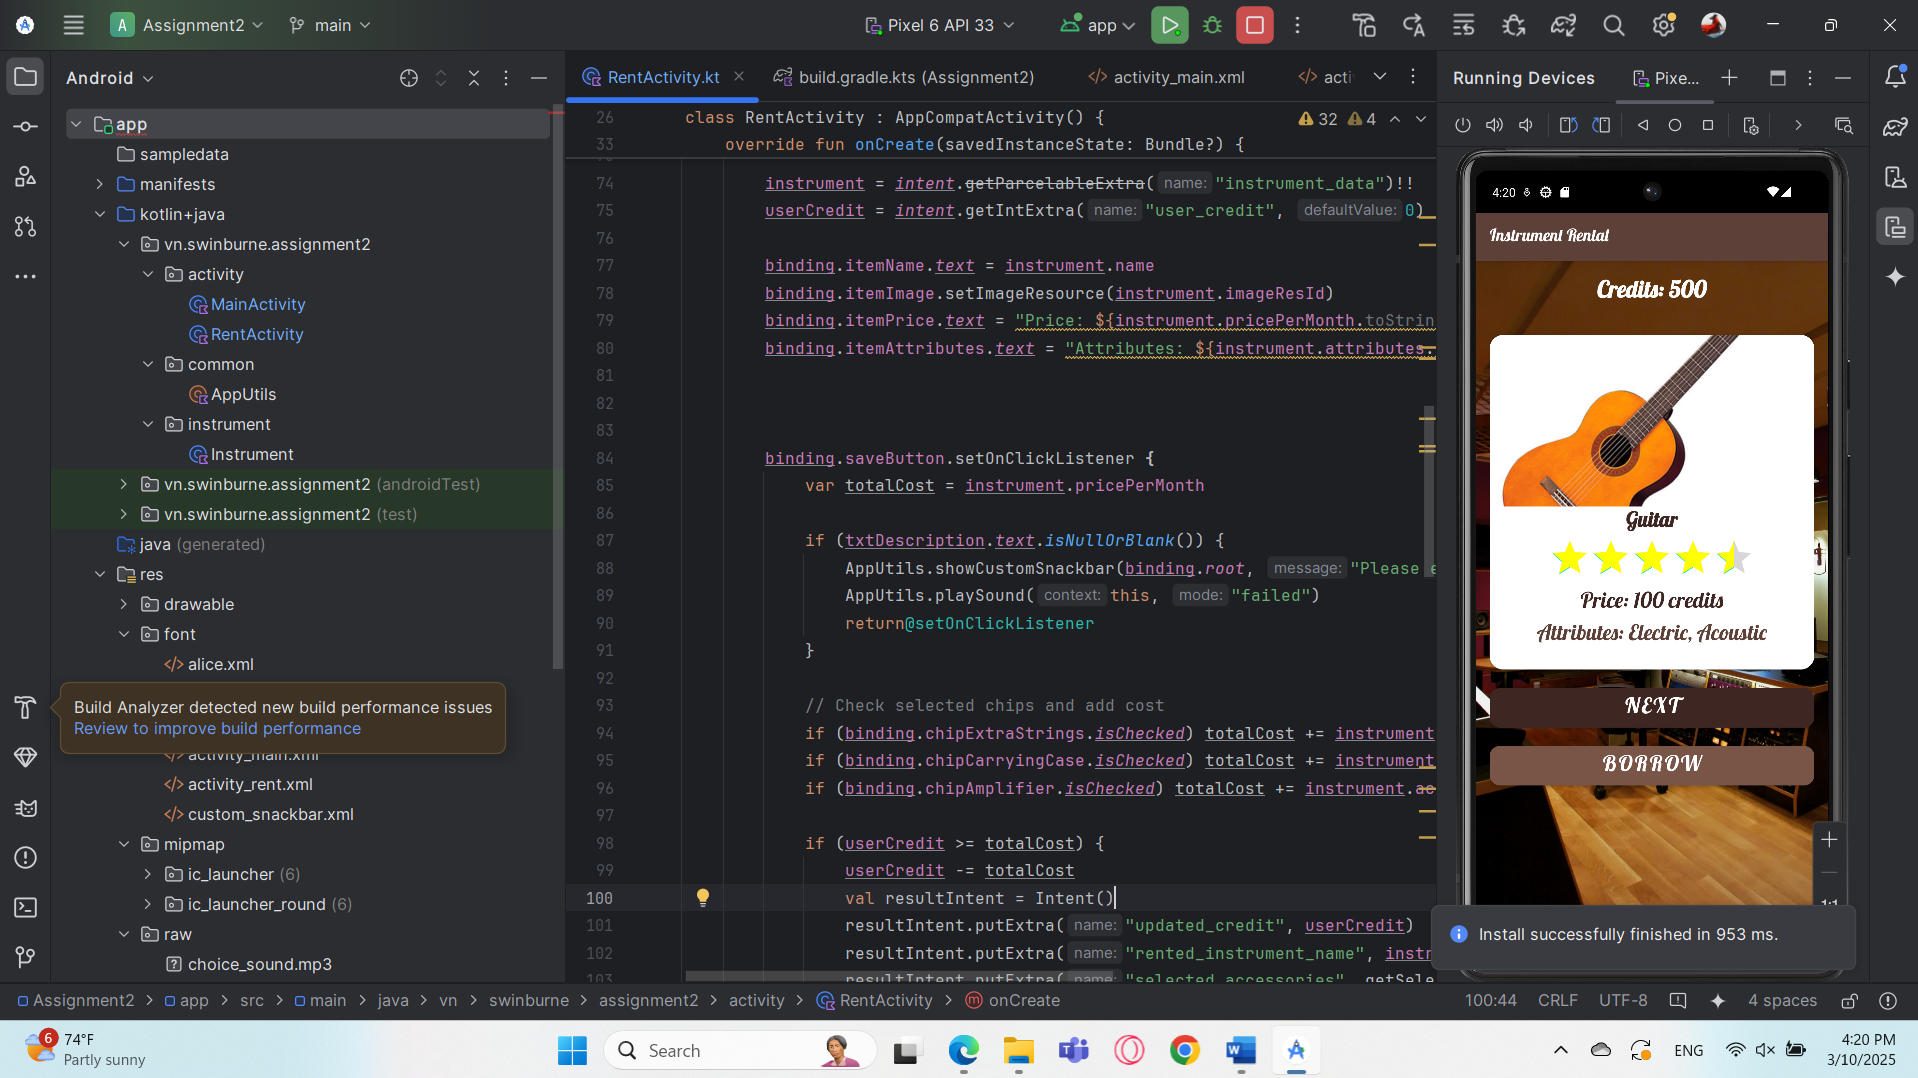 A Assignment2 main Pixel 6 API 33 app
Android
app
sampledata
manifests
kotlin+java
vn.swinburne.assignment2
activity
MainActivity
RentActivity
common
AppUtils
instrument
Instrument
vn.swinburne.assignment2 (androidTest)
vn.swinburne.assignment2 (test)
java (generated)
res
drawable
font
alice.xml
Build Analyzer detected new build performance issues
Review to improve build performance
activity_main.xml
activity_rent.xml
custom_snackbar.xml
mipmap
ic_launcher (6)
ic_launcher_round (6)
raw
choice_sound.mp3
RentActivity.kt build.gradle.kts (Assignment2) activity_main.xml acti
26 class RentActivity : AppCompatActivity() { 32 4
33 override fun onCreate(savedInstanceState: Bundle?) {
74 instrument = intent.getParcelableExtra( name: "instrument_data")!!
75 userCredit = intent.getIntExtra( name: "user_credit", defaultValue: 0)
76
77 binding.itemName.text = instrument.name
78 binding.itemImage.setImageResource(instrument.imageResId)
79 binding.itemPrice.text = "Price: ${instrument.pricePerMonth.toStrin
80 binding.itemAttributes.text = "Attributes: ${instrument.attributes.
81
82
83
84 binding.saveButton.setOnClickListener {
85 var totalCost = instrument.pricePerMonth
86
87 if (txtDescription.text.isNullOrBlank()) {
88 AppUtils.showCustomSnackbar(binding.root, message: "Please e
89 AppUtils.playSound( context: this, mode: "failed")
90 return@setOnClickListener
91 }
92
93 // Check selected chips and add cost
94 if (binding.chipExtraStrings.isChecked) totalCost += instrument
95 if (binding.chipCarryingCase.isChecked) totalCost += instrument
96 if (binding.chipAmplifier.isChecked) totalCost += instrument.ac
97
98 if (userCredit >= totalCost) {
99 userCredit -= totalCost
100 val resultIntent = Intent()
101 resultIntent.putExtra( name: "updated_credit", userCredit)
102 resultIntent.putExtra( name: "rented_instrument_name", instr
103 resultIntent.putExtra( name: "selected_accessories", getSele
Running Devices Pixe...
4:20
Instrument Rental
Credits: 500
Guitar
Price: 100 credits
Attributes: Electric, Acoustic
NEXT
BORROW
1:1
Install successfully finished in 953 ms.
Assignment2 > app > src > main > java > vn > swinburne > assignment2 > activity > RentActivity > onCreate 100:44 CRLF UTF-8 4 spaces
6 74°F
Partly sunny
Search
ENG
4:20 PM
3/10/2025